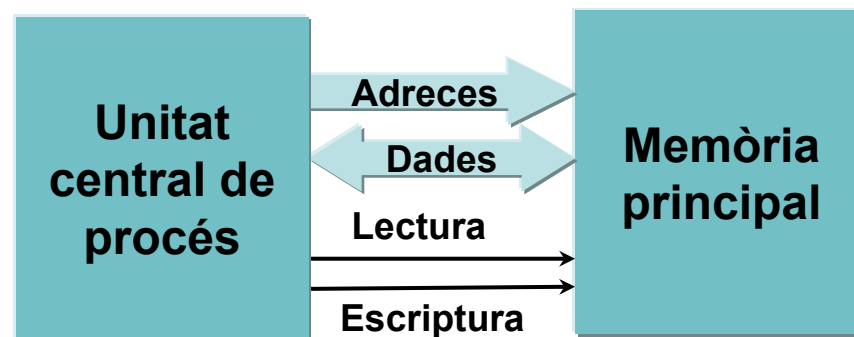 Unitat
central de
procés
Adreces
Dades
Lectura
Escriptura
Memòria
principal